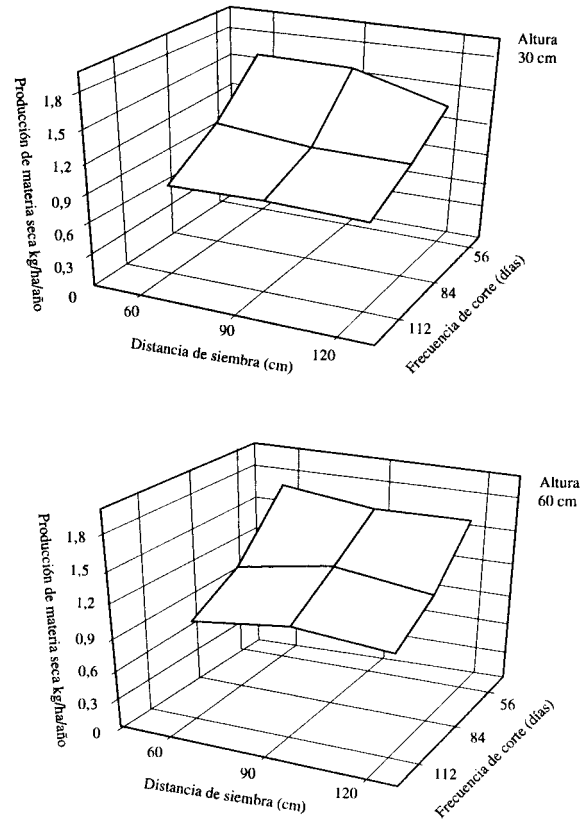 Altura
30 cm
Producción de materia seca kg/ha/año
1,8
1,5
1,2
0,9
0,6
0,3
0
60
90
120
Distancia de siembra (cm)
56
84
112
Frecuencia de corte (días)
Altura
60 cm
Producción de materia seca kg/ha/año
1,8
1,5
1,2
0,9
0,6
0,3
0
60
90
120
Distancia de siembra (cm)
56
84
112
Frecuencia de corte (días)